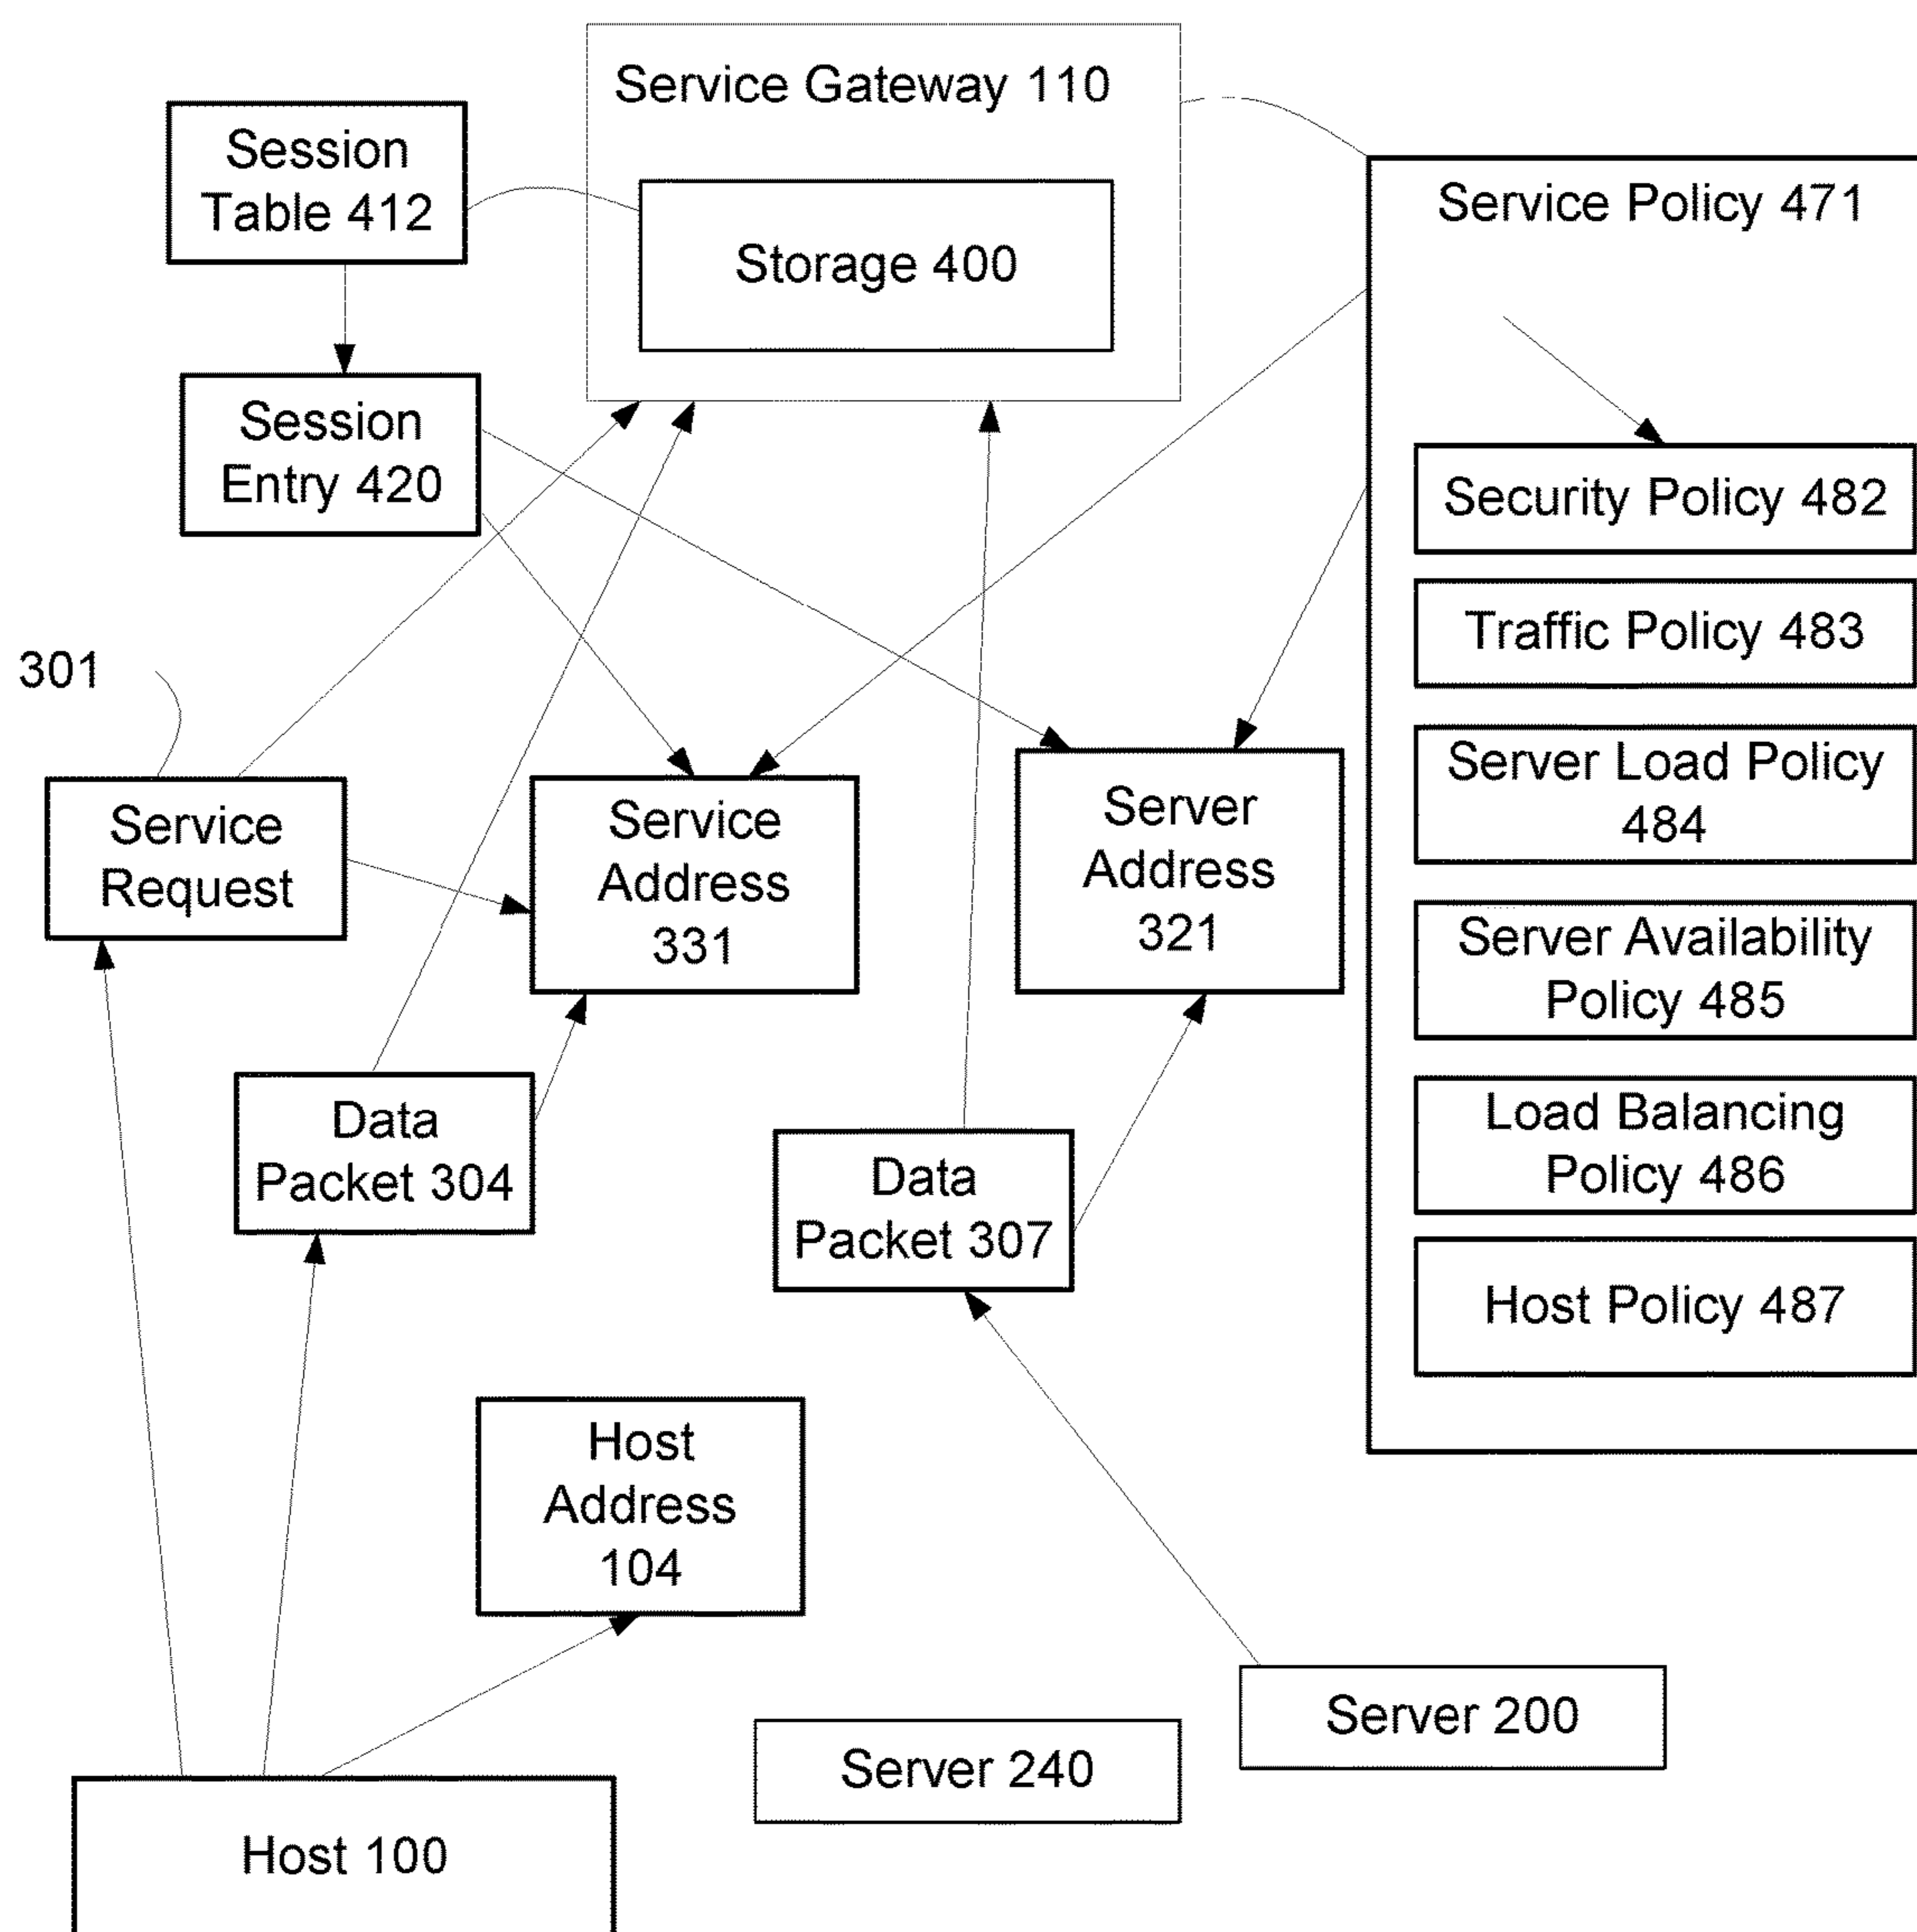 Service Gateway 110
Session
Table 412
Storage 400
Service Policy 471
Session
Entry 420
Security Policy 482
Traffic Policy 483
301
Server Load Policy
484
Service
Request
Service
Address
331
Server
Address
321
Server Availability
Policy 485
Data
Packet 304
Data
Packet 307
Load Balancing
Policy 486
Host Policy 487
Host
Address
104
Server 200
Server 240
Host 100